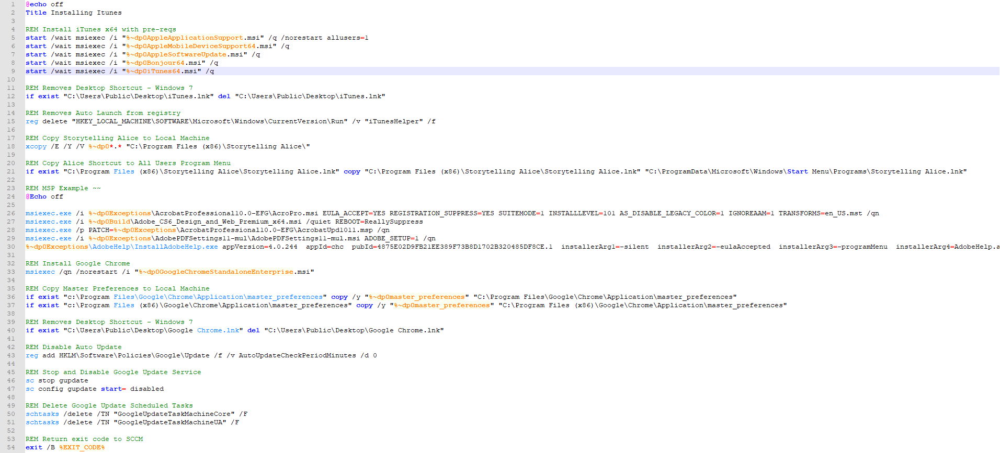 1 @echo off
2 Title Installing Itunes
3
4 REM Install iTunes x64 with pre-reqs
5 start /wait msiexec /i "%~dp0AppleApplicationSupport.msi" /q /norestart allusers=1
6 start /wait msiexec /i "%~dp0AppleMobileDeviceSupport64.msi" /q
7 start /wait msiexec /i "%~dp0AppleSoftwareUpdate.msi" /q
8 start /wait msiexec /i "%~dp0Bonjour64.msi" /q
9 start /wait msiexec /i "%~dp0iTunes64.msi" /q
10
11 REM Removes Desktop Shortcut - Windows 7
12 if exist "C:\Users\Public\Desktop\iTunes.lnk" del "C:\Users\Public\Desktop\iTunes.lnk"
13
14 REM Removes Auto Launch from registry
15 reg delete "HKEY_LOCAL_MACHINE\SOFTWARE\Microsoft\Windows\CurrentVersion\Run" /v "iTunesHelper" /f
16
17 REM Copy Storytelling Alice to Local Machine
18 xcopy /E /Y /V %~dp0*.* "C:\Program Files (x86)\Storytelling Alice\"
19
20 REM Copy Alice Shortcut to All Users Program Menu
21 if exist "C:\Program Files (x86)\Storytelling Alice\Storytelling Alice.lnk" copy "C:\Program Files (x86)\Storytelling Alice\Storytelling Alice.lnk" "C:\ProgramData\Microsoft\Windows\Start Menu\Programs\Storytelling Alice.lnk"
22
23 REM MSP Example ~~
24 @Echo off
25
26 msiexec.exe /i %~dp0Exceptions\AcrobatProfessional10.0-EFG\AcroPro.msi EULA_ACCEPT=YES REGISTRATION_SUPPRESS=YES SUITEMODE=1 INSTALLLEVEL=101 AS_DISABLE_LEGACY_COLOR=1 IGNOREAAM=1 TRANSFORMS=en_US.mst /qn
27 msiexec.exe /i %~dp0Build\Adobe_CS6_Design_and_Web_Premium_x64.msi /quiet REBOOT=ReallySuppress
28 msiexec.exe /p PATCH=%~dp0Exceptions\AcrobatProfessional10.0-EFG\AcrobatUpd1011.msp /qn
29 msiexec.exe /i %~dp0Exceptions\AdobePDFSettings11-mul\AdobePDFSettings11-mul.msi ADOBE_SETUP=1 /qn
30 %~dp0Exceptions\AdobeHelp\InstallAdobeHelp.exe appVersion=4.0.244 appId=chc pubId=4875E02D9FB21EE389F73B8D1702B320485DF8CE.1 installerArg1=-silent installerArg2=-eulaAccepted installerArg3=-programMenu installerArg4=AdobeHelp.a
31
32 REM Install Google Chrome
33 msiexec /qn /norestart /i "%~dp0GoogleChromeStandaloneEnterprise.msi"
34
35 REM Copy Master Preferences to Local Machine
36 if exist "c:\Program Files\Google\Chrome\Application\master_preferences" copy /y "%~dp0master_preferences" "C:\Program Files\Google\Chrome\Application\master_preferences"
37 if exist "c:\Program Files (x86)\Google\Chrome\Application\master_preferences" copy /y "%~dp0master_preferences" "C:\Program Files (x86)\Google\Chrome\Application\master_preferences"
38
39 REM Removes Desktop Shortcut - Windows 7
40 if exist "C:\Users\Public\Desktop\Google Chrome.lnk" del "C:\Users\Public\Desktop\Google Chrome.lnk"
41
42 REM Disable Auto Update
43 reg add HKLM\Software\Policies\Google\Update /f /v AutoUpdateCheckPeriodMinutes /d 0
44
45 REM Stop and Disable Google Update Service
46 sc stop gupdate
47 sc config gupdate start= disabled
48
49 REM Delete Google Update Scheduled Tasks
50 schtasks /delete /TN "GoogleUpdateTaskMachineCore" /F
51 schtasks /delete /TN "GoogleUpdateTaskMachineUA" /F
52
53 REM Return exit code to SCCM
54 exit /B %EXIT_CODE%